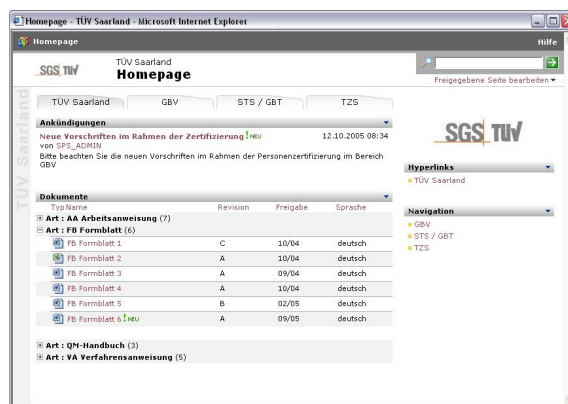 Homepage - TÜV Saarland - Microsoft Internet Explorer
Homepage
Hilfe
SGS TÜV
TÜV Saarland
Homepage
Freigegebene Seite bearbeiten
TÜV Saarland
TÜV Saarland GBV STS / GBT TZS
Ankündigungen
Neue Vorschriften im Rahmen der Zertifizierung ! NEU 12.10.2005 08:34
von SPS_ADMIN
Bitte beachten Sie die neuen Vorschriften im Rahmen der Personenzertifizierung im Bereich
GBV
Dokumente
Typ Name Revision Freigabe Sprache
Art : AA Arbeitsanweisung (7)
Art : FB Formblatt (6)
FB Formblatt 1 C 10/04 deutsch
FB Formblatt 2 A 10/04 deutsch
FB Formblatt 3 A 09/04 deutsch
FB Formblatt 4 A 10/04 deutsch
FB Formblatt 5 B 02/05 deutsch
FB Formblatt 6 ! NEU A 09/05 deutsch
Art : QM-Handbuch (3)
Art : VA Verfahrensanweisung (5)
SGS TÜV
Hyperlinks
TÜV Saarland
Navigation
GBV
STS / GBT
TZS